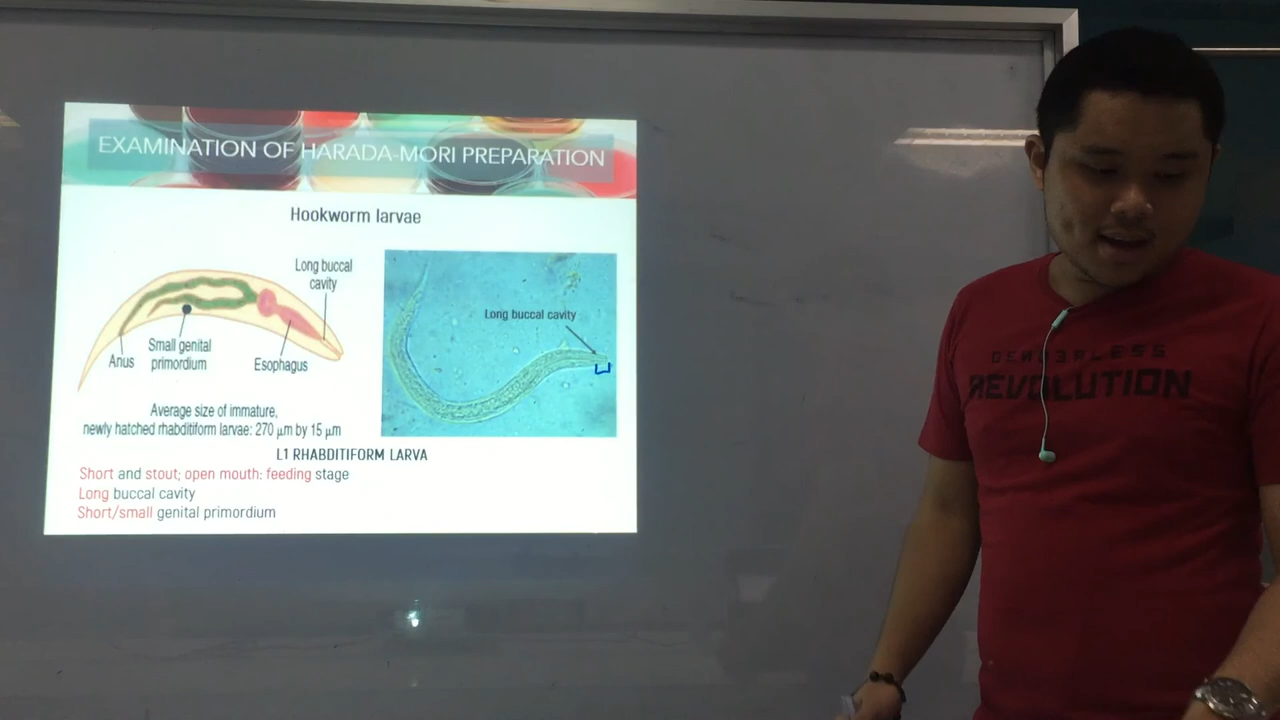 EXAMINATION OF HARADA-MORI PREPARATION
Hookworm larvae
Long buccal
cavity
Anus
Small genital
primordium
Esophagus
Long buccal cavity
Average size of immature,
newly hatched rhabditiform larvae: 270 µm by 15 µm
L1 RHABDITIFORM LARVA
Short and stout; open mouth: feeding stage
Long buccal cavity
Short/small genital primordium
GEND3RLESS
REVOLUTION